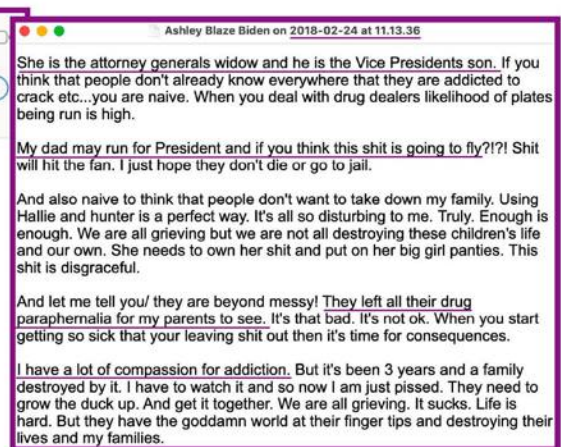 Ashley Blaze Biden on 2018-02-24 at 11.13.36
She is the attorney generals widow and he is the Vice Presidents son. If you
think that people don't already know everywhere that they are addicted to
crack etc...you are naive. When you deal with drug dealers likelihood of plates
being run is high.
My dad may run for President and if you think this shit is going to fly?!?! Shit
will hit the fan. I just hope they don't die or go to jail.
And also naive to think that people don't want to take down my family. Using
Hallie and hunter is a perfect way. It's all so disturbing to me. Truly. Enough is
enough. We are all grieving but we are not all destroying these children's life
and our own. She needs to own her shit and put on her big girl panties. This
shit is disgraceful.
And let me tell you/ they are beyond messy! They left all their drug
paraphernalia for my parents to see. It's that bad. It's not ok. When you start
getting so sick that your leaving shit out then it's time for consequences.
I have a lot of compassion for addiction. But it's been 3 years and a family
destroyed by it. I have to watch it and so now I am just pissed. They need to
grow the duck up. And get it together. We are all grieving. It sucks. Life is
hard. But they have the goddamn world at their finger tips and destroying their
lives and my families.